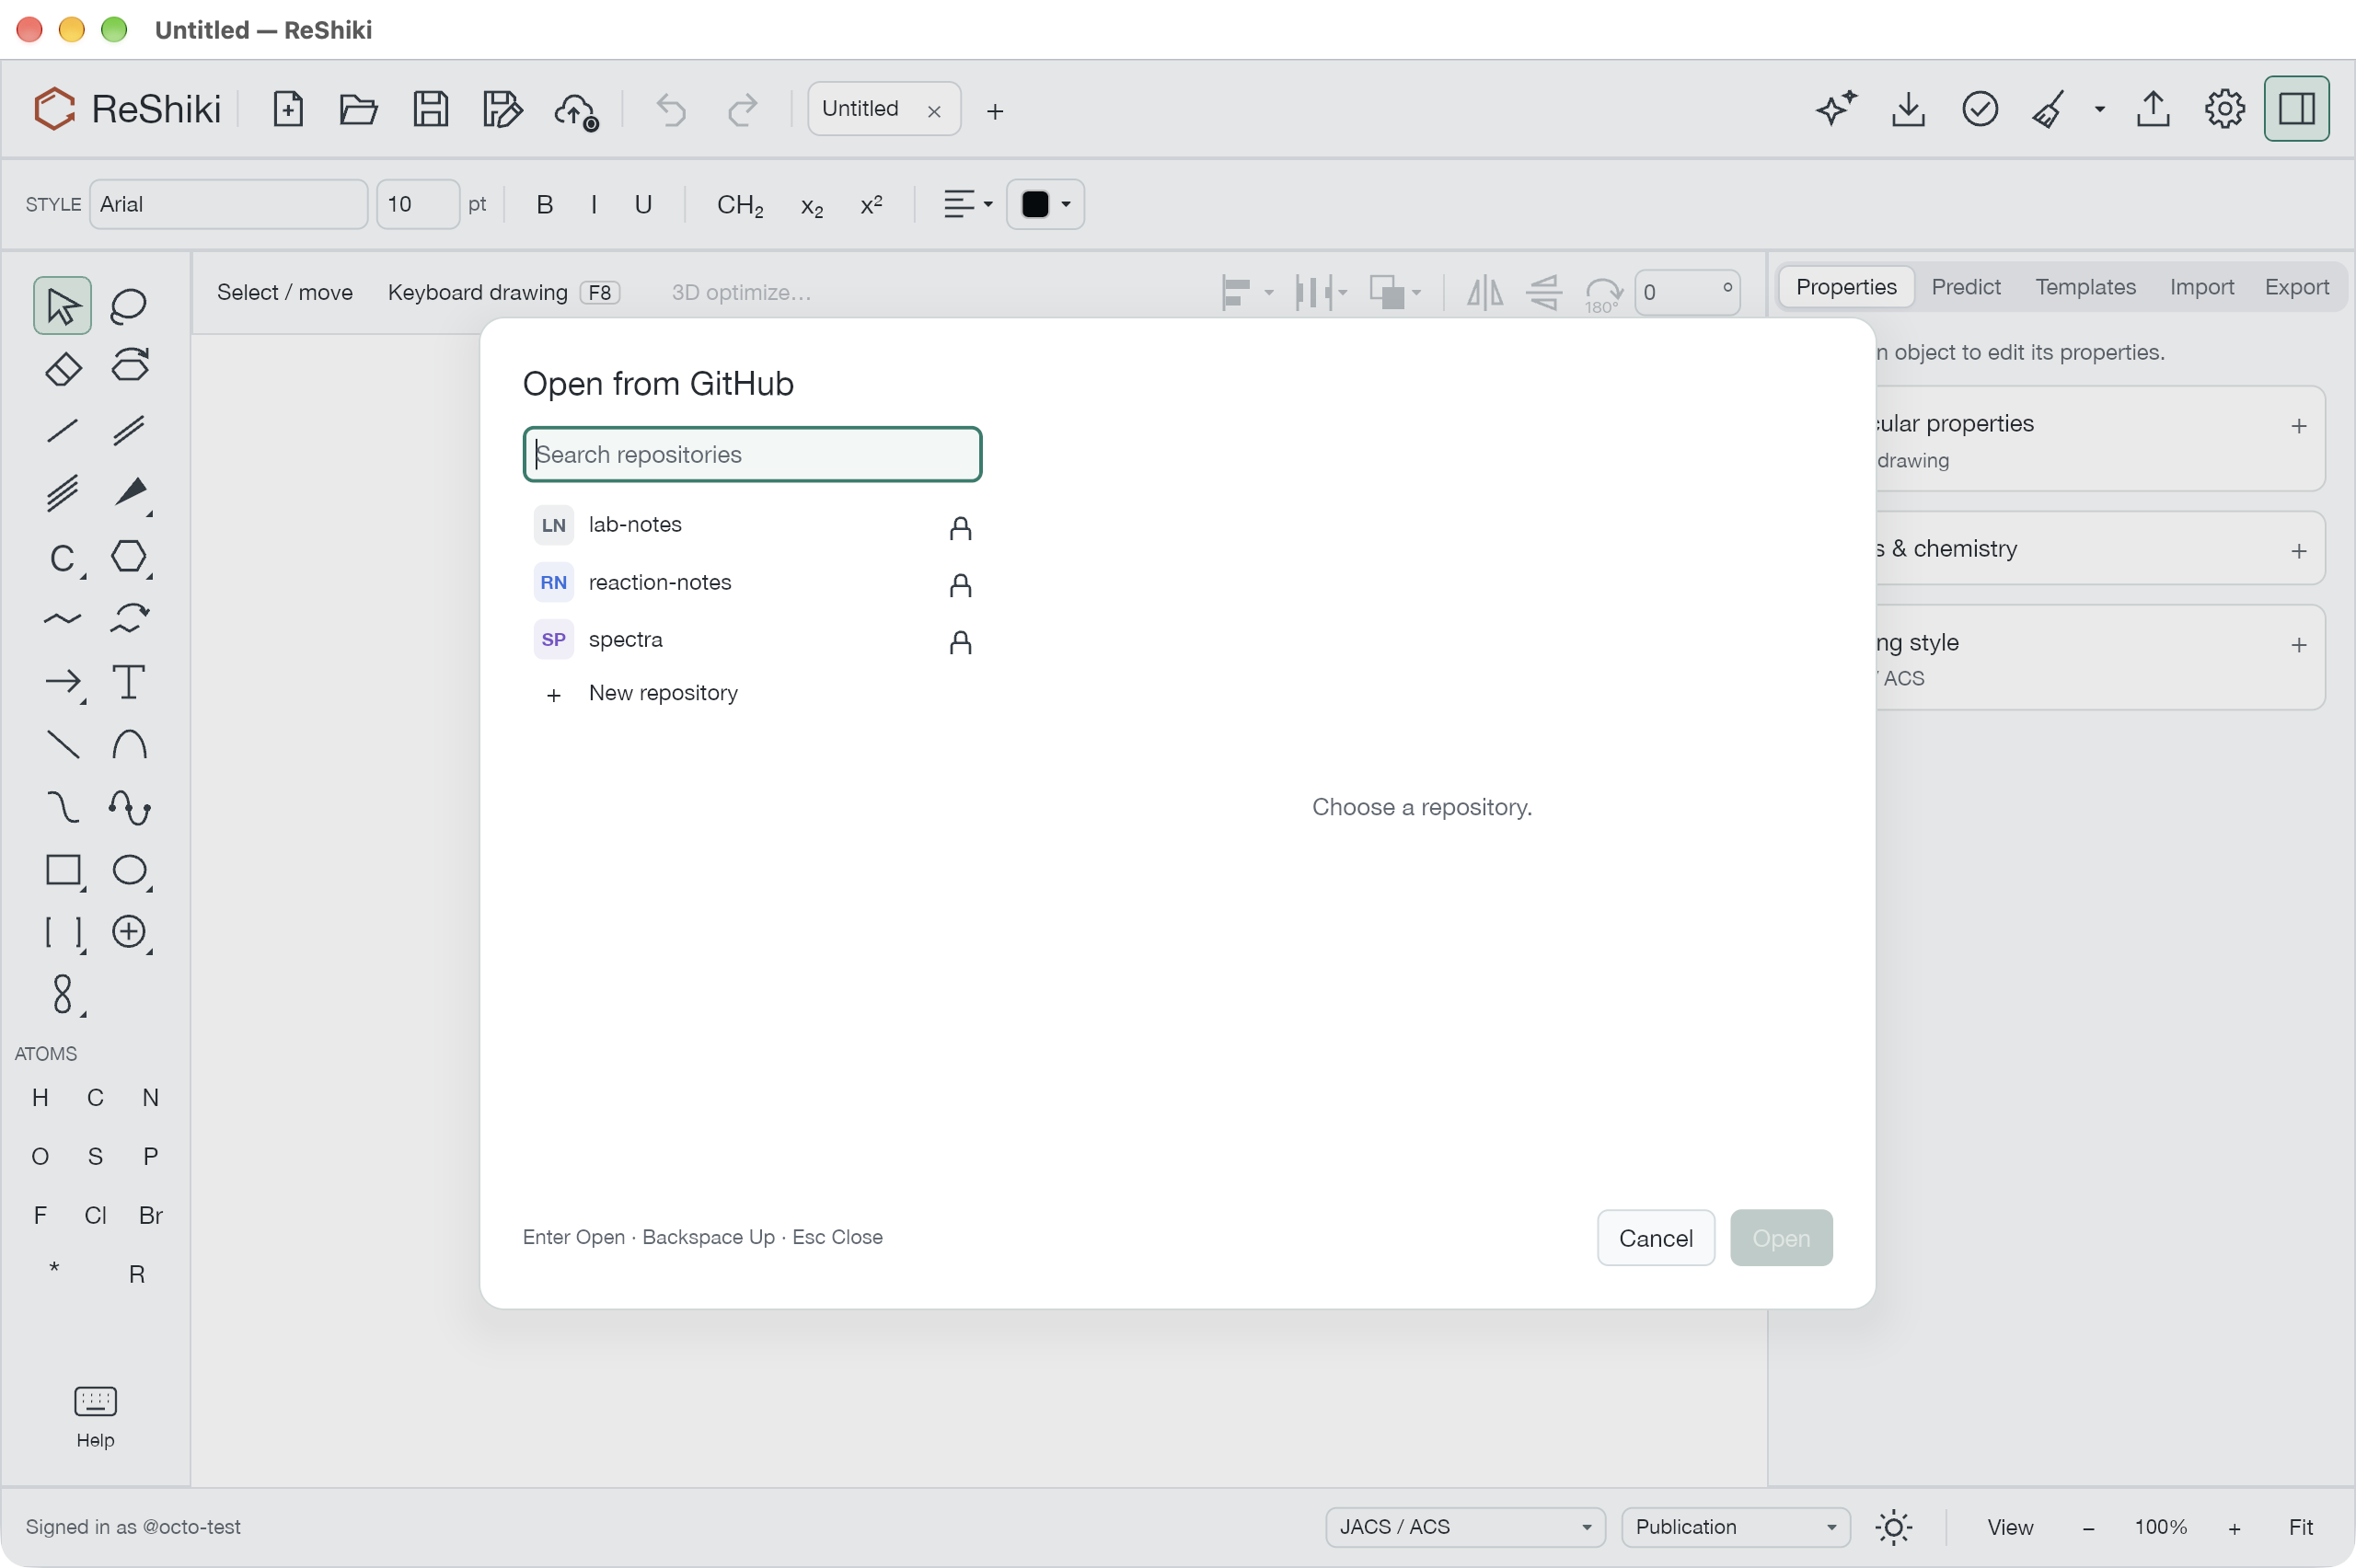 Untitled — ReShiki
ReShiki
Untitled
STYLE Arial 10 pt B I U CH₂ x₂ x²
Select / move Keyboard drawing F8 3D optimize… 180° 0 °
Properties Predict Templates Import Export
n object to edit its properties.
cular properties
drawing
s & chemistry
ng style
/ ACS
Open from GitHub
Search repositories
LN lab-notes
RN reaction-notes
SP spectra
+ New repository
Choose a repository.
Enter Open · Backspace Up · Esc Close
Cancel Open
C
T
[ ]
ATOMS
H C N
O S P
F Cl Br
* R
Help
Signed in as @octo-test
JACS / ACS Publication View – 100% + Fit